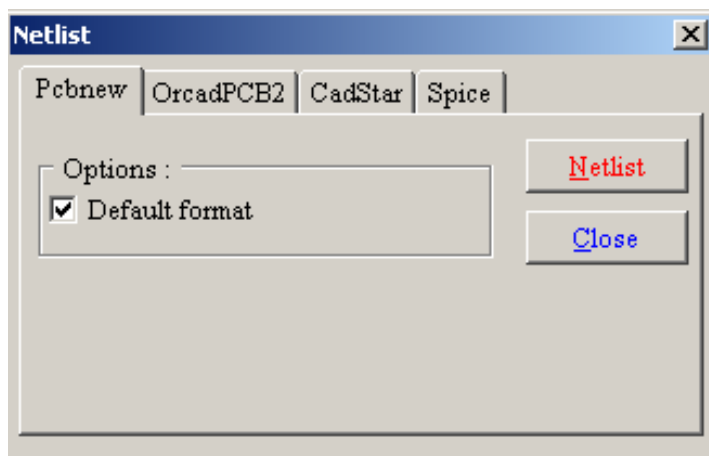 Netlist
Pcbnew OrcadPCB2 CadStar Spice
Options :
Netlist
Default format
Close